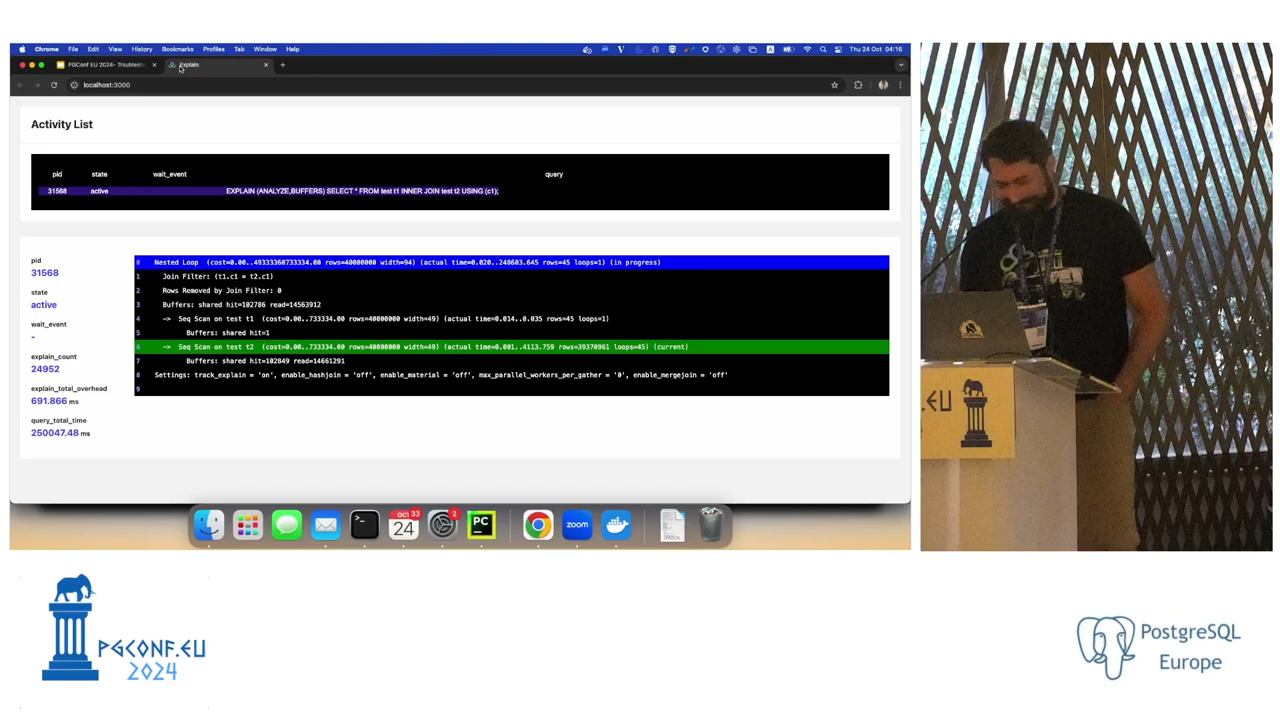 Chrome File Edit View History Bookmarks Profiles Tab Window Help
Thu 24 Oct 04:16
PGConf EU 2024- Troublesh
Explain
localhost:3000
Activity List
pid state wait_event query
31568 active EXPLAIN (ANALYZE,BUFFERS) SELECT * FROM test t1 INNER JOIN test t2 USING (c1);
pid
31568
state
active
wait_event
-
explain_count
24952
explain_total_overhead
691.866 ms
query_total_time
250047.48 ms
0 Nested Loop (cost=0.00..49333360733334.00 rows=40000000 width=94) (actual time=0.020..248603.645 rows=45 loops=1) (in progress)
1 Join Filter: (t1.c1 = t2.c1)
2 Rows Removed by Join Filter: 0
3 Buffers: shared hit=102786 read=14563912
4 -> Seq Scan on test t1 (cost=0.00..733334.00 rows=40000000 width=49) (actual time=0.014..0.035 rows=45 loops=1)
5 Buffers: shared hit=1
6 -> Seq Scan on test t2 (cost=0.00..733334.00 rows=40000000 width=49) (actual time=0.001..4113.759 rows=39370961 loops=45) (current)
7 Buffers: shared hit=102849 read=14661291
8 Settings: track_explain = 'on', enable_hashjoin = 'off', enable_material = 'off', max_parallel_workers_per_gather = '0', enable_mergejoin = 'off'
9
OCT 33
24
2
PC
zoom
.EU
PGCONF.EU
2024
PostgreSQL
Europe